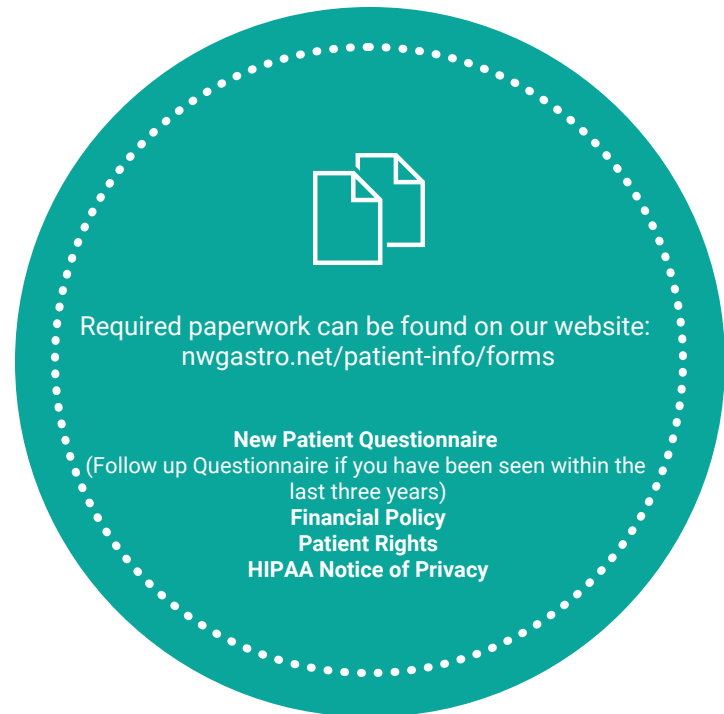 Required paperwork can be found on our website:
nwgastro.net/patient-info/forms
New Patient Questionnaire
(Follow up Questionnaire if you have been seen within the
last three years)
Financial Policy
Patient Rights
HIPAA Notice of Privacy